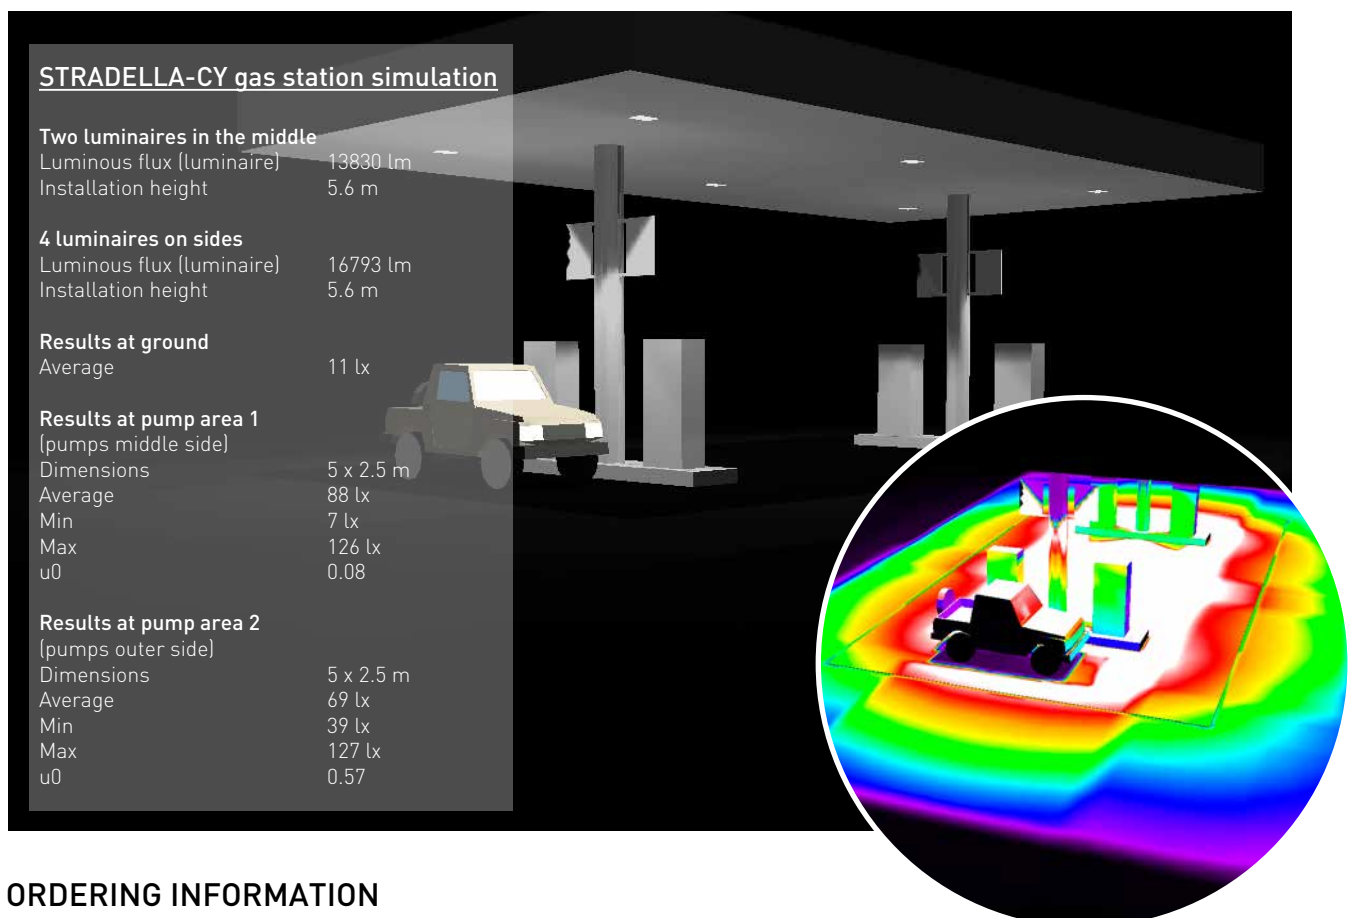 STRADELLA-CY gas station simulation
Two luminaires in the middle
Luminous flux (luminaire) 13830 lm
Installation height 5.6 m
4 luminaires on sides
Luminous flux (luminaire) 16793 lm
Installation height 5.6 m
Results at ground
Average 11 lx
Results at pump area 1
(pumps middle side)
Dimensions 5 x 2.5 m
Average 88 lx
Min 7 lx
Max 126 lx
u0 0.08
Results at pump area 2
(pumps outer side)
Dimensions 5 x 2.5 m
Average 69 lx
Min 39 lx
Max 127 lx
u0 0.57
ORDERING INFORMATION